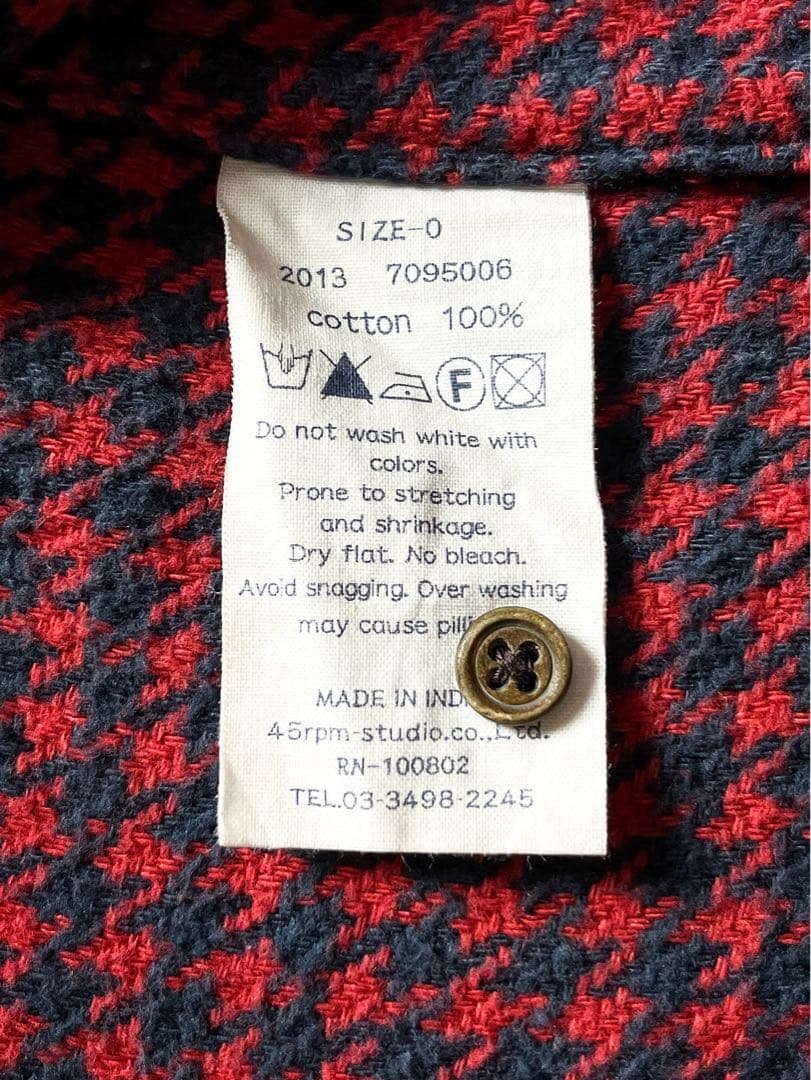 SIZE-0
2013 7095006
cotton 100%
F
Do not wash white with
colors.
Prone to stretching
and shrinkage.
Dry flat. No bleach.
Avoid snagging. Over washing
may cause
MADE IN
45rpm-studio.co.,Ltd.
RN-100802
TEL.03-3498-2245